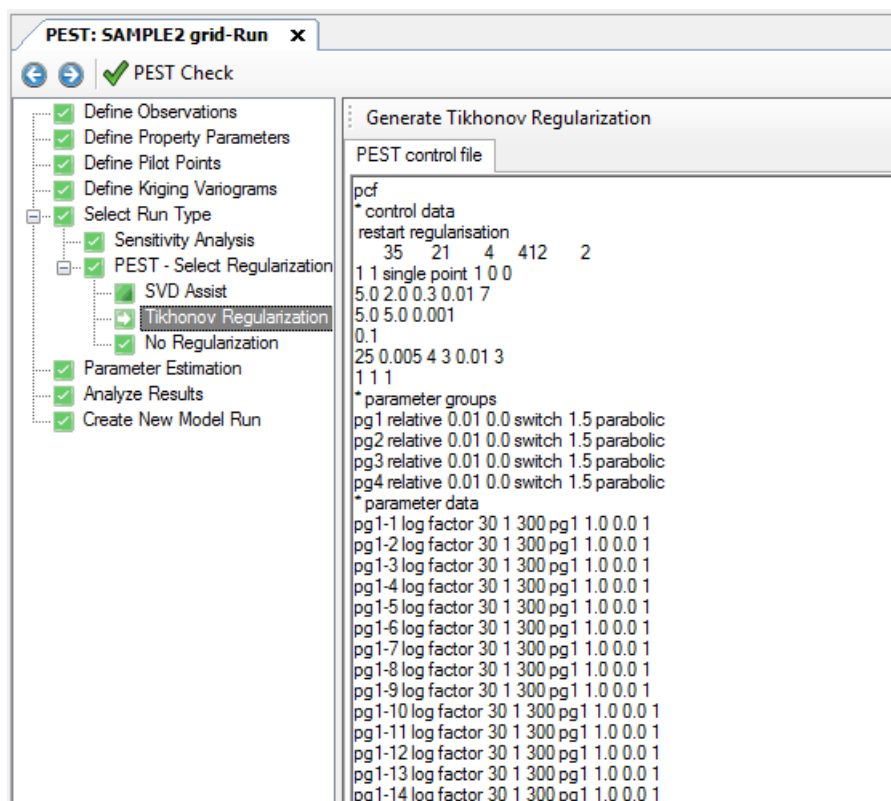 PEST: SAMPLE2 grid-Run x
PEST Check
Define Observations
Define Property Parameters
Define Pilot Points
Define Kriging Variograms
Select Run Type
Sensitivity Analysis
PEST - Select Regularization
SVD Assist
Tikhonov Regularization
No Regularization
Parameter Estimation
Analyze Results
Create New Model Run
Generate Tikhonov Regularization
PEST control file
pcf
* control data
restart regularisation
35 21 4 412 2
1 1 single point 1 0 0
5.0 2.0 0.3 0.01 7
5.0 5.0 0.001
0.1
25 0.005 4 3 0.01 3
1 1 1
* parameter groups
pg1 relative 0.01 0.0 switch 1.5 parabolic
pg2 relative 0.01 0.0 switch 1.5 parabolic
pg3 relative 0.01 0.0 switch 1.5 parabolic
pg4 relative 0.01 0.0 switch 1.5 parabolic
* parameter data
pg1-1 log factor 30 1 300 pg1 1.0 0.0 1
pg1-2 log factor 30 1 300 pg1 1.0 0.0 1
pg1-3 log factor 30 1 300 pg1 1.0 0.0 1
pg1-4 log factor 30 1 300 pg1 1.0 0.0 1
pg1-5 log factor 30 1 300 pg1 1.0 0.0 1
pg1-6 log factor 30 1 300 pg1 1.0 0.0 1
pg1-7 log factor 30 1 300 pg1 1.0 0.0 1
pg1-8 log factor 30 1 300 pg1 1.0 0.0 1
pg1-9 log factor 30 1 300 pg1 1.0 0.0 1
pg1-10 log factor 30 1 300 pg1 1.0 0.0 1
pg1-11 log factor 30 1 300 pg1 1.0 0.0 1
pg1-12 log factor 30 1 300 pg1 1.0 0.0 1
pg1-13 log factor 30 1 300 pg1 1.0 0.0 1
pg1-14 log factor 30 1 300 pg1 1.0 0.0 1